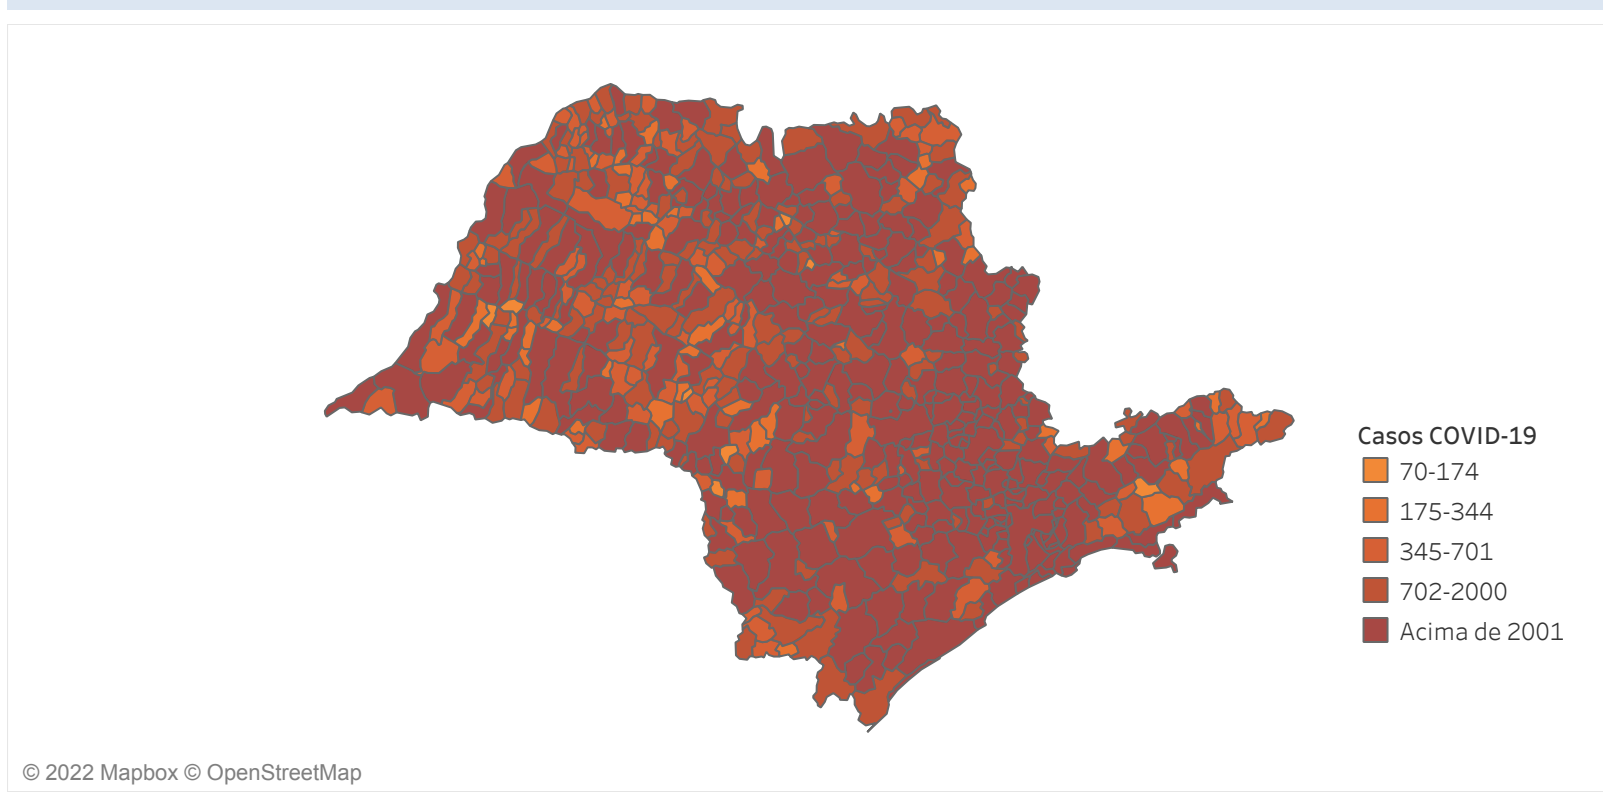 Casos COVID-19
70-174
175-344
345-701
702-2000
Acima de 2001
© 2022 Mapbox © OpenStreetMap